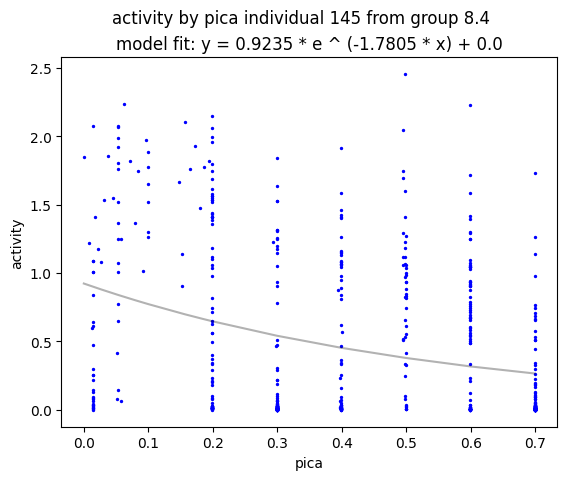 activity by pica individual 145 from group 8.4
model fit: y = 0.9235 * e ^ (-1.7805 * x) + 0.0
2.5
2.0
1.5
1.0
0.5
0.0
activity
0.0 0.1 0.2 0.3 0.4 0.5 0.6 0.7
pica